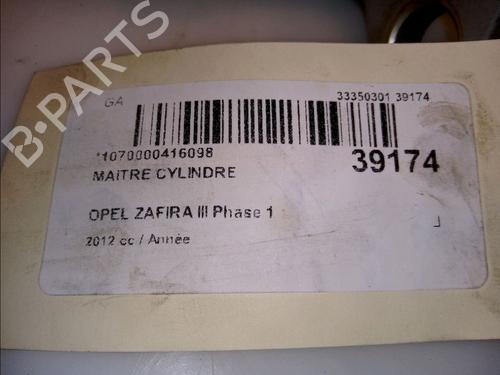 GA
33350301 39174
*1070000416098
39174
MAITRE CYLINDRE
OPEL ZAFIRA III Phase 1
2012 cc / Année
B-PARTS